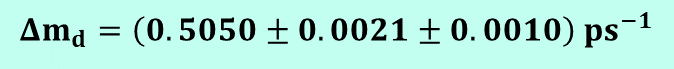 Δm_d = (0.5050 ± 0.0021 ± 0.0010) ps⁻¹